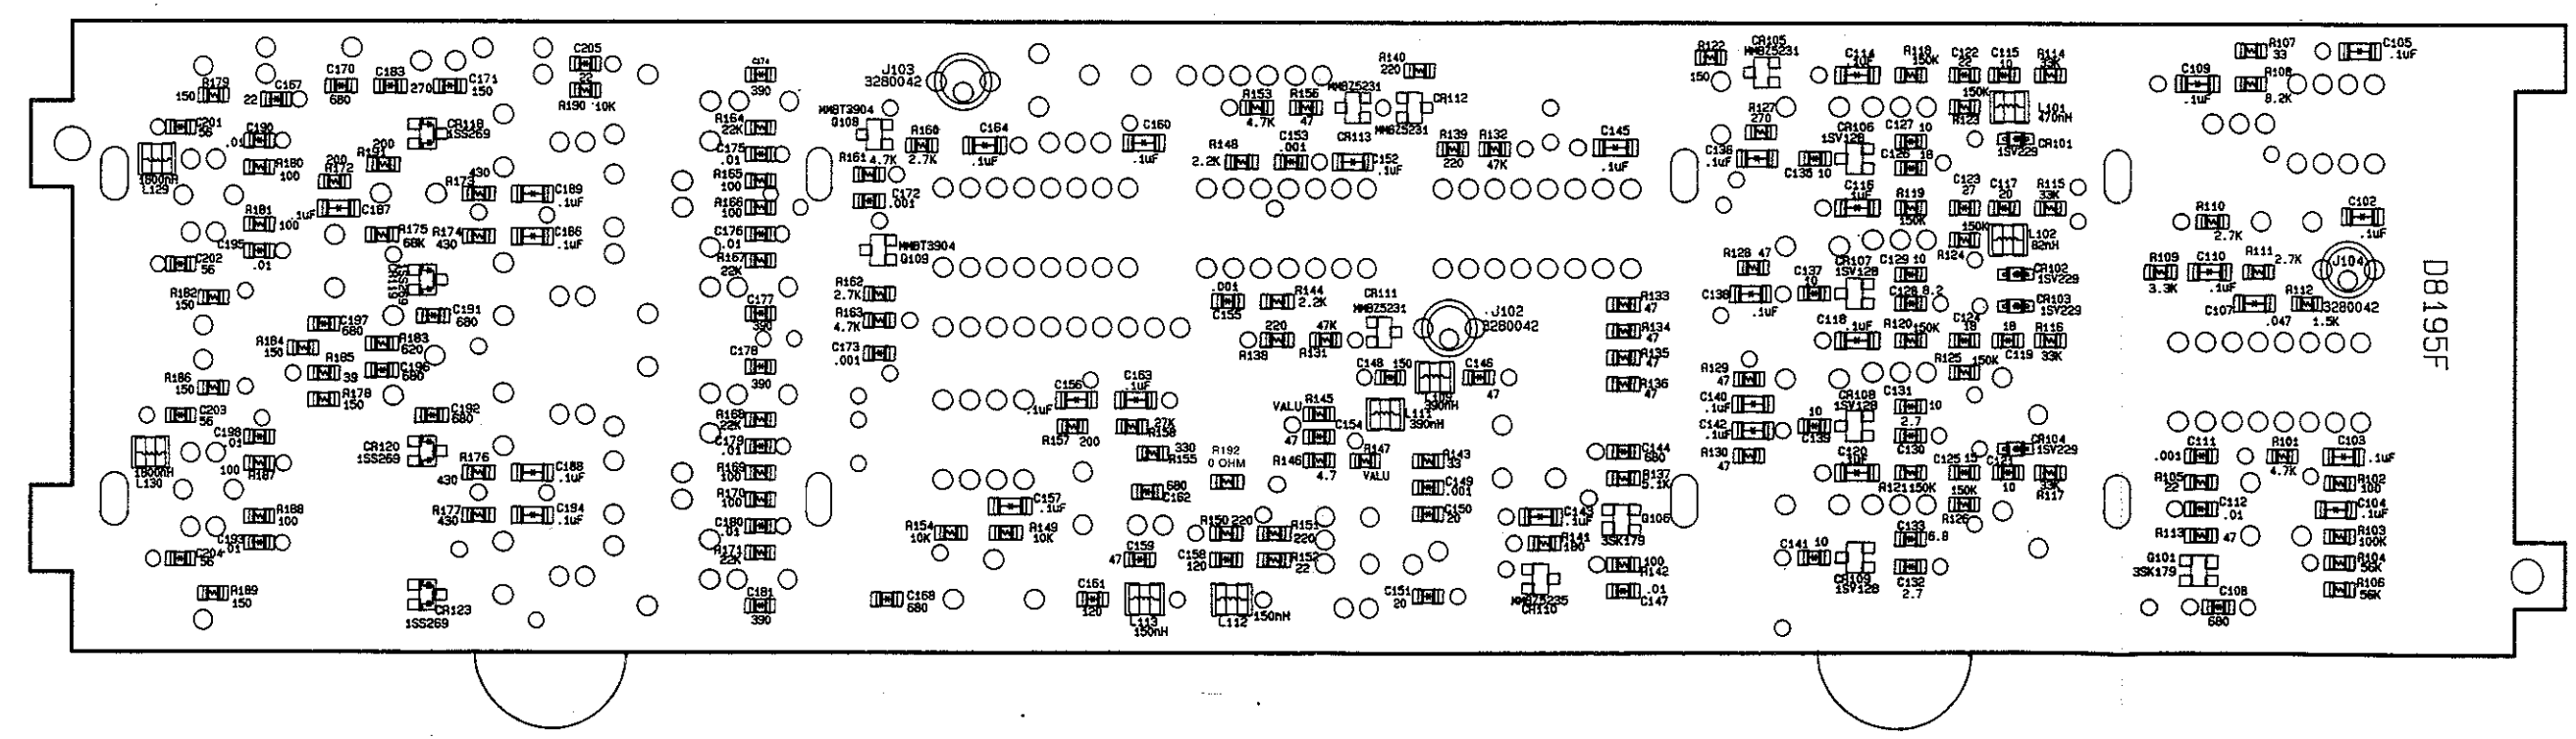 R179
150
C167
22
C170
680
C183
270
C171
150
C205
22
R190 10K
C174
390
J103
3280042
R140
220
R122
150
CR105
MMBZ5231
C114
.1uF
R118
150K
C122
22
C115
10
R114
33K
R107
33
C105
.1uF
C109
.1uF
R108
8.2K
C201
56
C190
.01
R180
100
CR118
1SS269
200
R191
200
R172
R173
430
C189
.1uF
1800nH
L129
R164
22K
C175
.01
R165
100
R166
100
C176
.01
R167
22K
MMBT3904
Q108
R160
2.7K
R161
4.7K
C164
.1uF
C160
.1uF
C172
.001
R153
4.7K
R156
47
MMBZ5231
CR113
CR112
MMBZ5231
R148
2.2K
C153
.001
C152
.1uF
R139
220
R132
47K
C145
.1uF
R127
270
C136
.1uF
C135 10
CR106
1SV128
C127 10
C126 18
150K
R123
L101
470nH
CR101
1SV229
C116
.1uF
R119
150K
C123
27
C117
20
R115
33K
R110
2.7K
C102
.1uF
R181
100
.1uF
C187
R175
68K
R174
430
C186
.1uF
C195
.01
C202
56
R182
150
1SS269
CR119
MMBT3904
Q109
R162
2.7K
R163
4.7K
C173
.001
C177
390
C178
390
.001
C155
R144
2.2K
CR111
MMBZ5231
220
R138
47K
R131
J102
3280042
R133
47
R134
47
R135
47
R136
47
R128 47
C138
.1uF
C137
10
CR107
1SV128
C129 10
C128 8.2
150K
R124
L102
82nH
CR102
1SV229
CR103
1SV229
C118
.1uF
R120
150K
C124
18
18
C119
R116
33K
R109
3.3K
C110
.1uF
R111
2.7K
J104
3280042
C107
.047
R112
1.5K
D8195F
C197
680
C191
680
R184
150
R183
620
R185
39
C196
680
R186
150
R178
150
C203
56
C192
680
C198
.01
100
R187
1800nH
L130
CR120
1SS269
R176
430
C188
.1uF
R177
430
C194
.1uF
R188
100
C193
.01
C204
56
R189
150
CR123
1SS269
R168
22K
C179
.01
R169
100
R170
100
C180
.01
R171
22K
C181
390
C156
.1uF
C163
.1uF
R157
200
27K
R158
330
R155
R192
0 OHM
680
C162
C157
.1uF
R154
10K
R149
10K
C168
680
C159
47
C161
120
L113
150nH
L112
150nH
R150 220
C158
120
R151
220
R152
22
C148
150
L109
390nH
C146
47
VALU
R145
C154
47
R146
4.7
R147
VALU
L111
390nH
R143
33
C149
.001
C150
20
C151
20
C144
680
R137
5.1K
C143
.1uF
Q106
3SK179
R141
180
MMBZ5235
CR110
100
R142
.01
C147
R129
47
C140
.1uF
C142
.1uF
R130
47
CR108
1SV128
10
C139
C131
10
2.7
C130
R125
150K
CR104
1SV229
C120
.1uF
R121
150K
C125
15
C121
10
33K
R117
150K
R126
C133
6.8
C141 10
CR109
1SV128
C132
2.7
C111
.001
R101
4.7K
C103
.1uF
R105
22
R102
100
C112
.01
C104
.1uF
R113
47
R103
100K
Q101
3SK179
R104
56K
R106
56K
C108
680